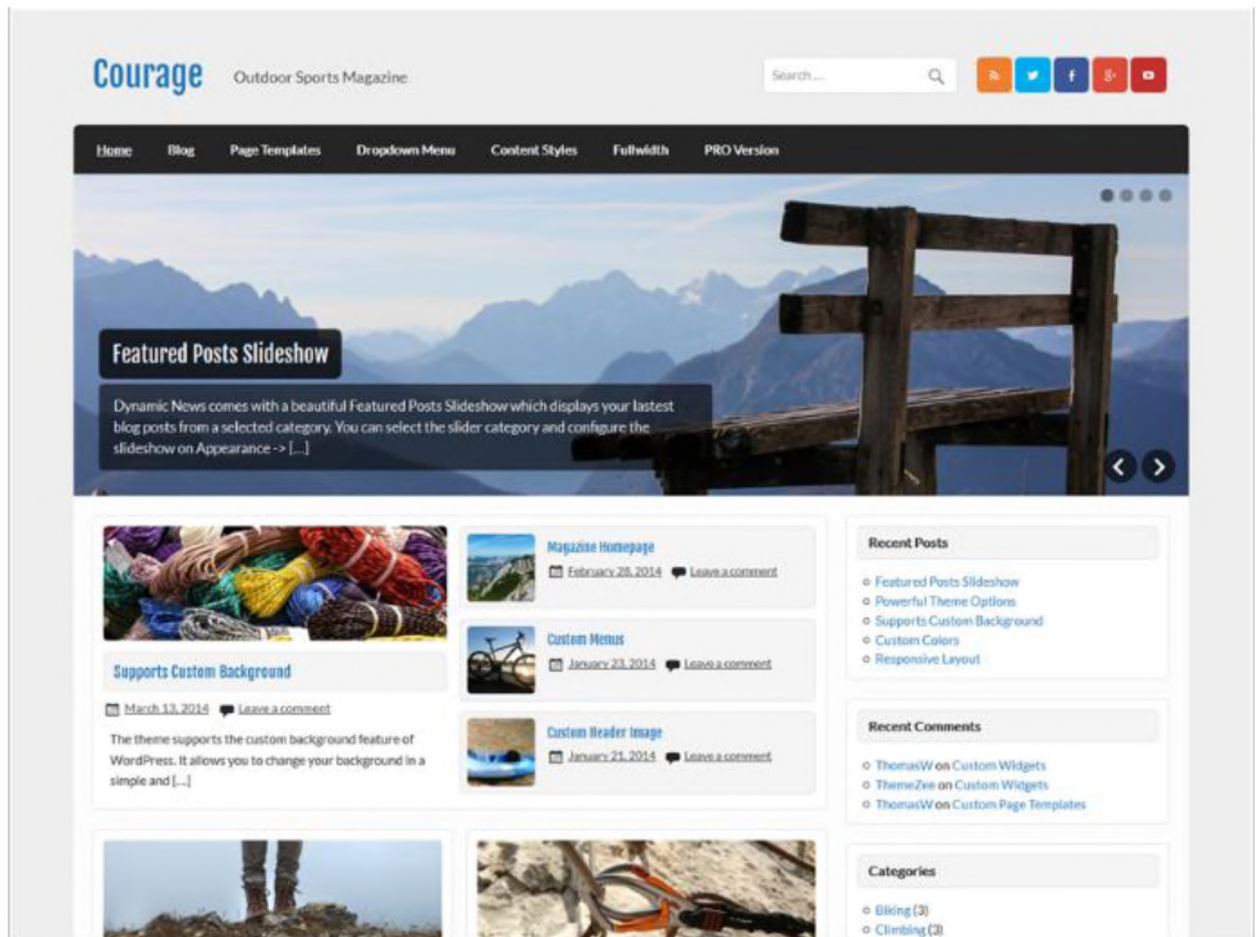 Courage
Outdoor Sports Magazine
Search ...
8+
Home Blog Page Templates Dropdown Menu Content Styles Fullwidth PRO Version
Featured Posts Slideshow
Dynamic News comes with a beautiful Featured Posts Slideshow which displays your lastest
blog posts from a selected category. You can select the slider category and configure the
slideshow on Appearance -> [...]
Supports Custom Background
March 13, 2014 Leave a comment
The theme supports the custom background feature of
WordPress. It allows you to change your background in a
simple and [...]
Magazine Homepage
February 28, 2014 Leave a comment
Custom Menus
January 23, 2014 Leave a comment
Custom Header Image
January 21, 2014 Leave a comment
Recent Posts
Featured Posts Slideshow
Powerful Theme Options
Supports Custom Background
Custom Colors
Responsive Layout
Recent Comments
ThomasW on Custom Widgets
ThemeZee on Custom Widgets
ThomasW on Custom Page Templates
Categories
Biking (3)
Climbing (3)